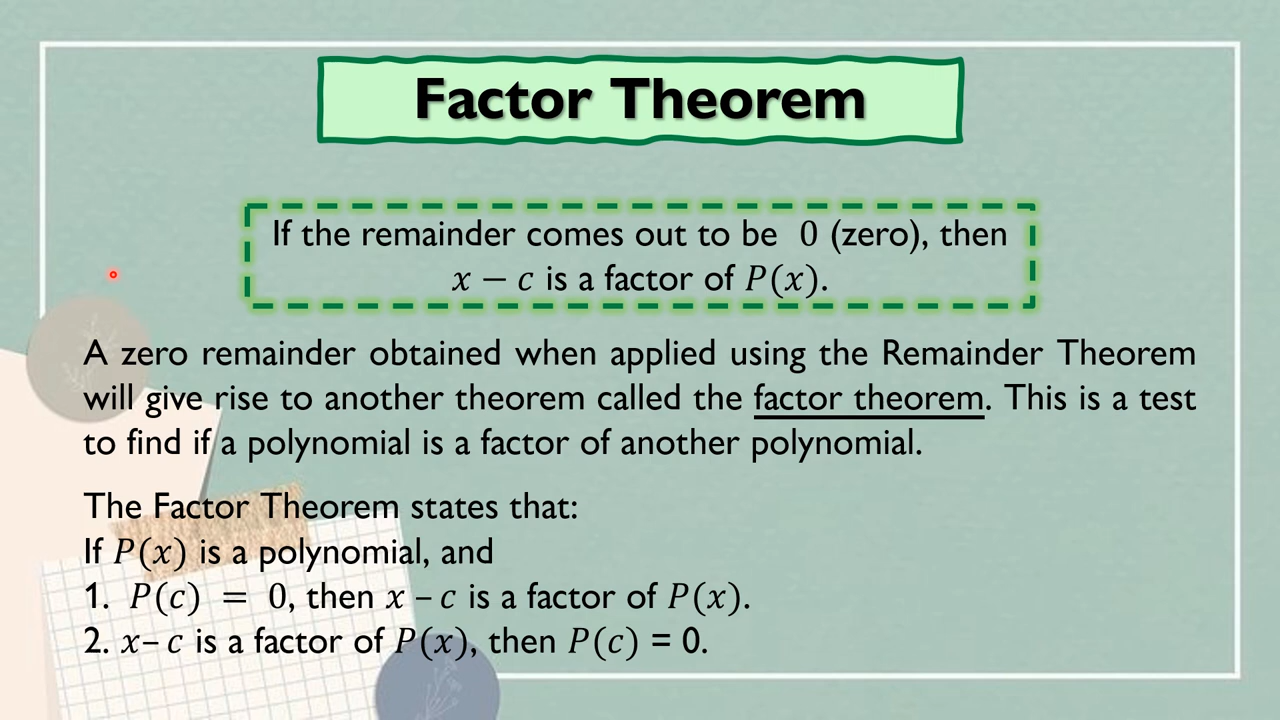 Factor Theorem
If the remainder comes out to be 0 (zero), then
x − c is a factor of P(x).
A zero remainder obtained when applied using the Remainder Theorem
will give rise to another theorem called the factor theorem. This is a test
to find if a polynomial is a factor of another polynomial.
The Factor Theorem states that:
If P(x) is a polynomial, and
1. P(c) = 0, then x – c is a factor of P(x).
2. x– c is a factor of P(x), then P(c) = 0.